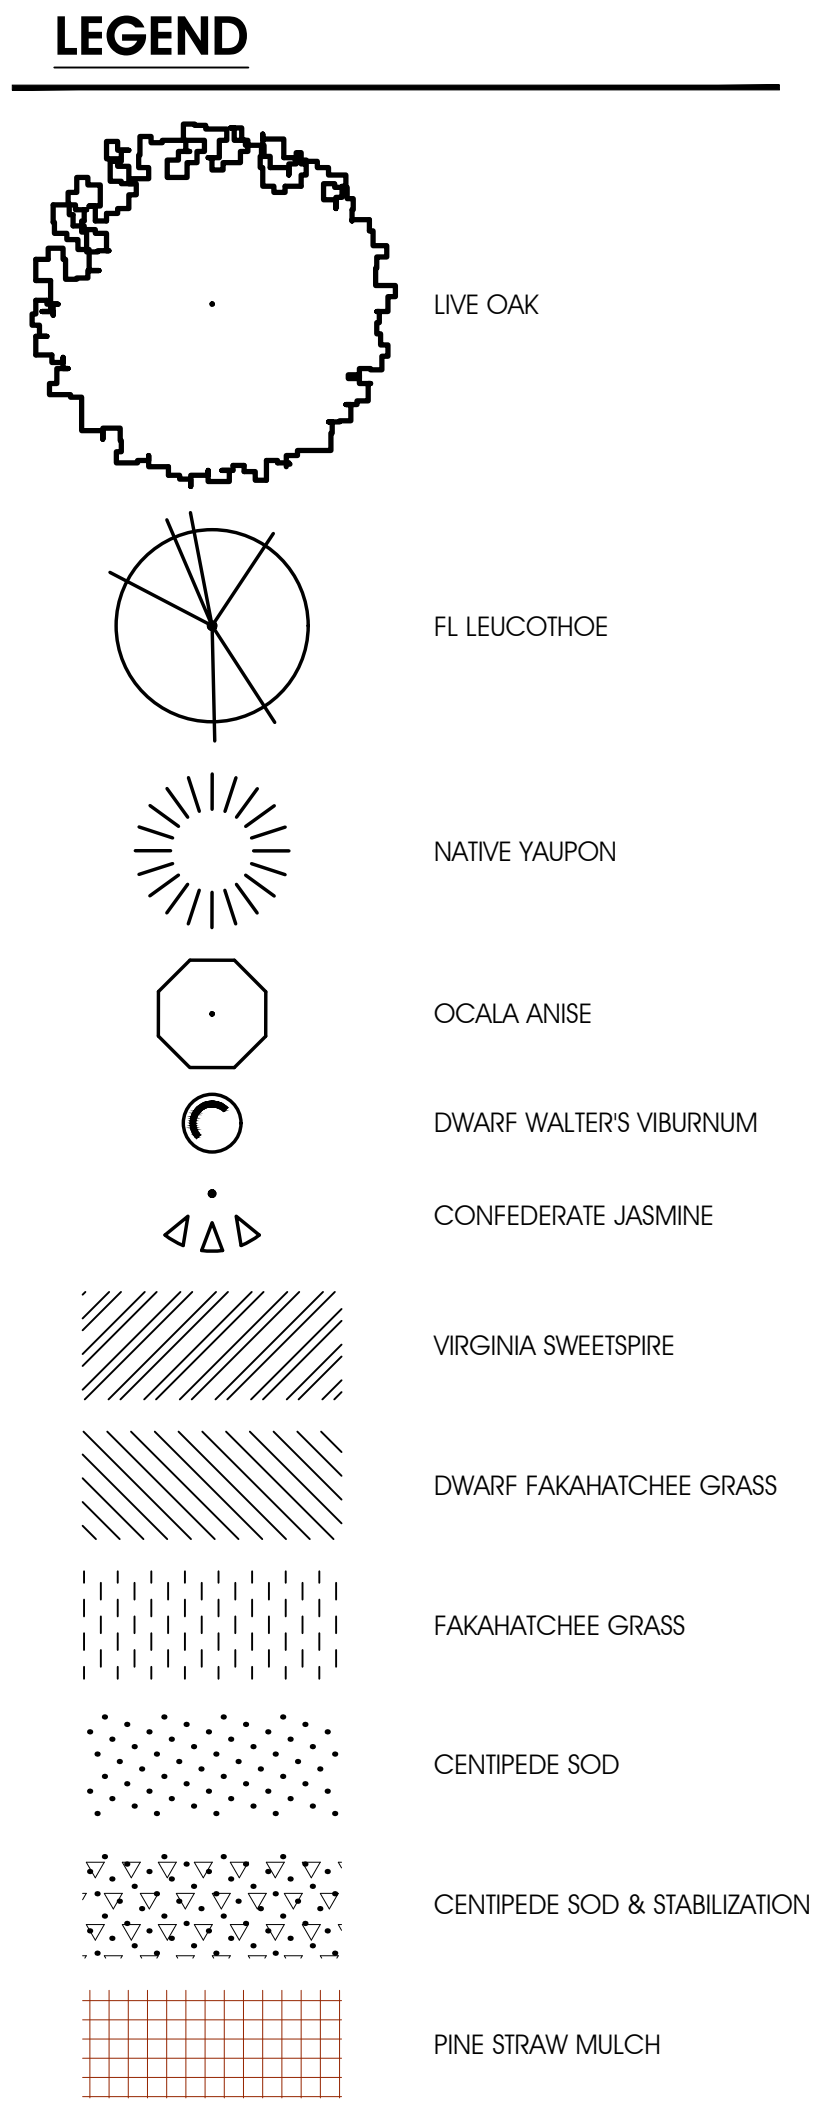 LEGEND
LIVE OAK
FL LEUCOTHOE
NATIVE YAUPON
OCALA ANISE
DWARF WALTER'S VIBURNUM
CONFEDERATE JASMINE
VIRGINIA SWEETSPIRE
DWARF FAKAHATCHEE GRASS
FAKAHATCHEE GRASS
CENTIPEDE SOD
CENTIPEDE SOD & STABILIZATION
PINE STRAW MULCH